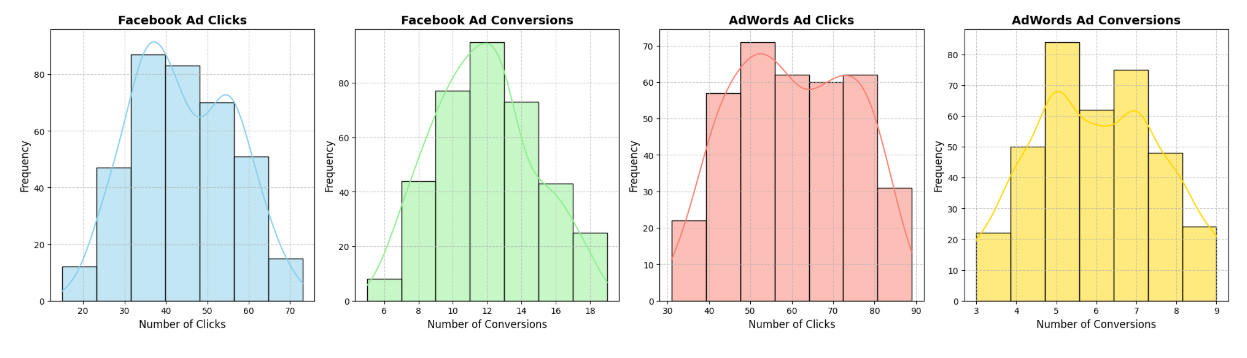 Facebook Ad Clicks
Frequency
80
60
40
20
0
20 30 40 50 60 70
Number of Clicks
Facebook Ad Conversions
Frequency
80
60
40
20
0
6 8 10 12 14 16 18
Number of Conversions
AdWords Ad Clicks
Frequency
70
60
50
40
30
20
10
0
30 40 50 60 70 80 90
Number of Clicks
AdWords Ad Conversions
Frequency
80
70
60
50
40
30
20
10
0
3 4 5 6 7 8 9
Number of Conversions